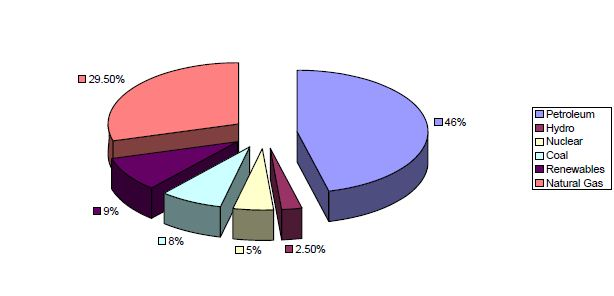 29.50%
46%
9%
8%
5%
2.50%
Petroleum
Hydro
Nuclear
Coal
Renewables
Natural Gas